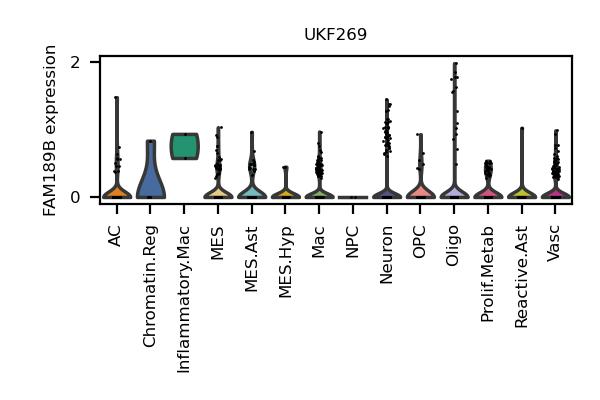 UKF269
FAM189B expression
2
0
AC
Chromatin.Reg
Inflammatory.Mac
MES
MES.Ast
MES.Hyp
Mac
NPC
Neuron
OPC
Oligo
Prolif.Metab
Reactive.Ast
Vasc